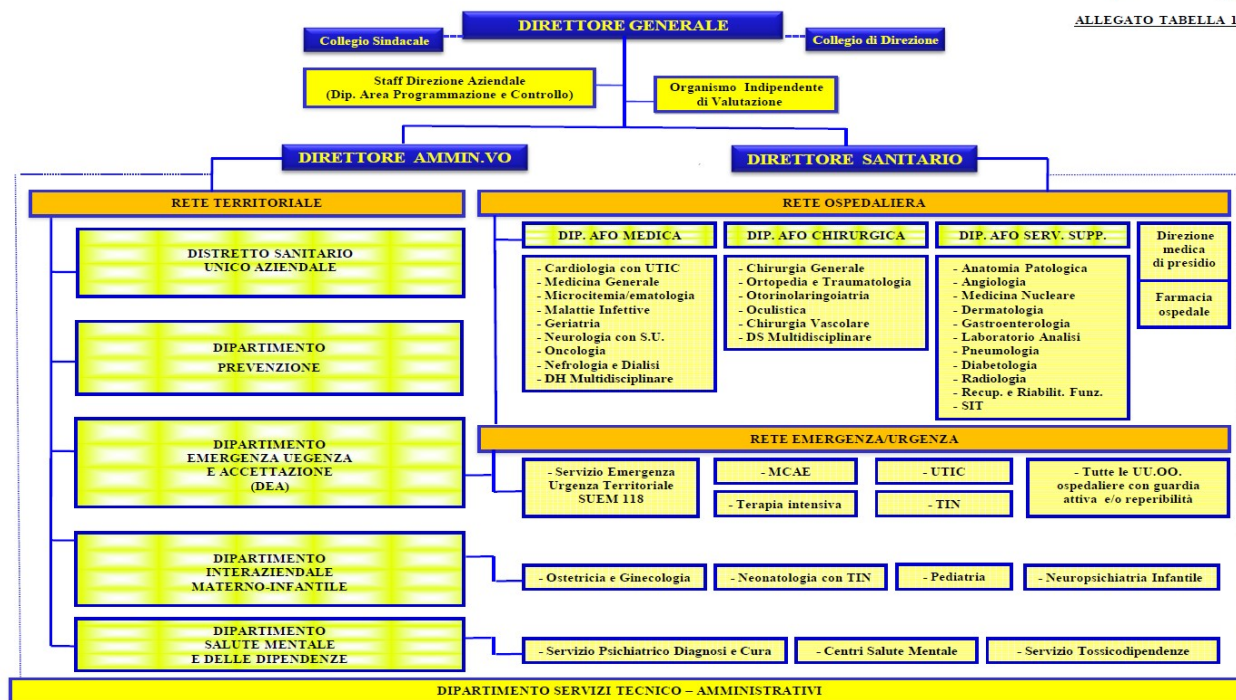 ALLEGATO TABELLA 1
DIRETTORE GENERALE
Collegio Sindacale
Collegio di Direzione
Staff Direzione Aziendale
(Dip. Area Programmazione e Controllo)
Organismo Indipendente
di Valutazione
DIRETTORE AMMIN.VO
DIRETTORE SANITARIO
RETE TERRITORIALE
DISTRETTO SANITARIO
UNICO AZIENDALE
DIPARTIMENTO
PREVENZIONE
DIPARTIMENTO
EMERGENZA UEGENZA
E ACCETTAZIONE
(DEA)
DIPARTIMENTO
INTERAZIENDALE
MATERNO-INFANTILE
DIPARTIMENTO
SALUTE MENTALE
E DELLE DIPENDENZE
RETE OSPEDALIERA
DIP. AFO MEDICA
- Cardiologia con UTIC
- Medicina Generale
- Microcitemia/ematologia
- Malattie Infettive
- Geriatria
- Neurologia con S.U.
- Oncologia
- Nefrologia e Dialisi
- DH Multidisciplinare
DIP. AFO CHIRURGICA
- Chirurgia Generale
- Ortopedia e Traumatologia
- Otorinolaringoiatria
- Oculistica
- Chirurgia Vascolare
- DS Multidisciplinare
DIP. AFO SERV. SUPP.
- Anatomia Patologica
- Angiologia
- Medicina Nucleare
- Dermatologia
- Gastroenterologia
- Laboratorio Analisi
- Pneumologia
- Diabetologia
- Radiologia
- Recup. e Riabilit. Funz.
- SIT
Direzione
medica
di presidio
Farmacia
ospedale
RETE EMERGENZA/URGENZA
- Servizio Emergenza
Urgenza Territoriale
SUEM 118
- MCAE
- Terapia intensiva
- UTIC
- TIN
- Tutte le UU.OO.
ospedaliere con guardia
attiva e/o reperibilità
- Ostetricia e Ginecologia
- Neonatologia con TIN
- Pediatria
- Neuropsichiatria Infantile
- Servizio Psichiatrico Diagnosi e Cura
- Centri Salute Mentale
- Servizio Tossicodipendenze
DIPARTIMENTO SERVIZI TECNICO – AMMINISTRATIVI